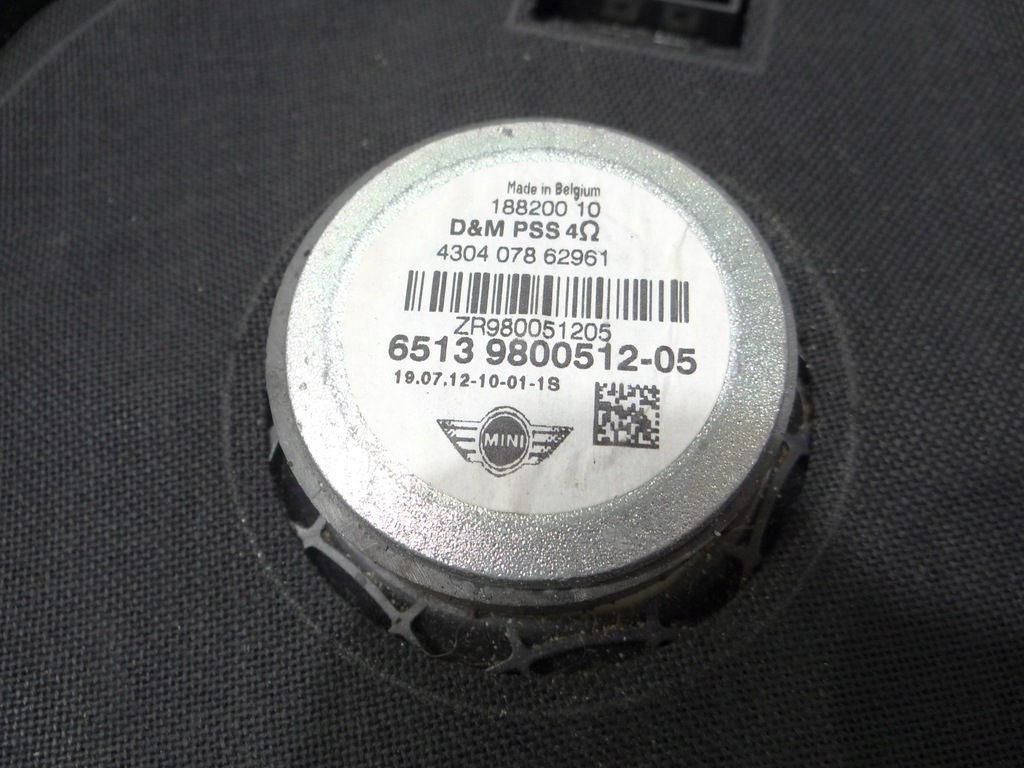 Made in Belgium
188200 10
D&M PSS 4Ω
4304 078 62961
ZR980051205
6513 9800512-05
19.07.12-10-01-1S
MINI